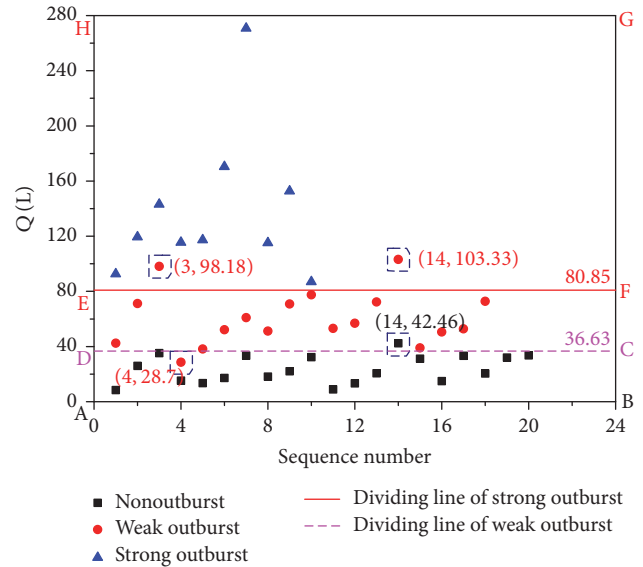 280
H
G
240
200
160
Q (L)
120
(3, 98.18)
(14, 103.33)
80
80.85
E
F
(14, 42.46)
36.63
40
D
C
(4, 28.7)
0
A
B
0
4
8
12
16
20
24
Sequence number
Nonoutburst
Dividing line of strong outburst
Weak outburst
Dividing line of weak outburst
Strong outburst